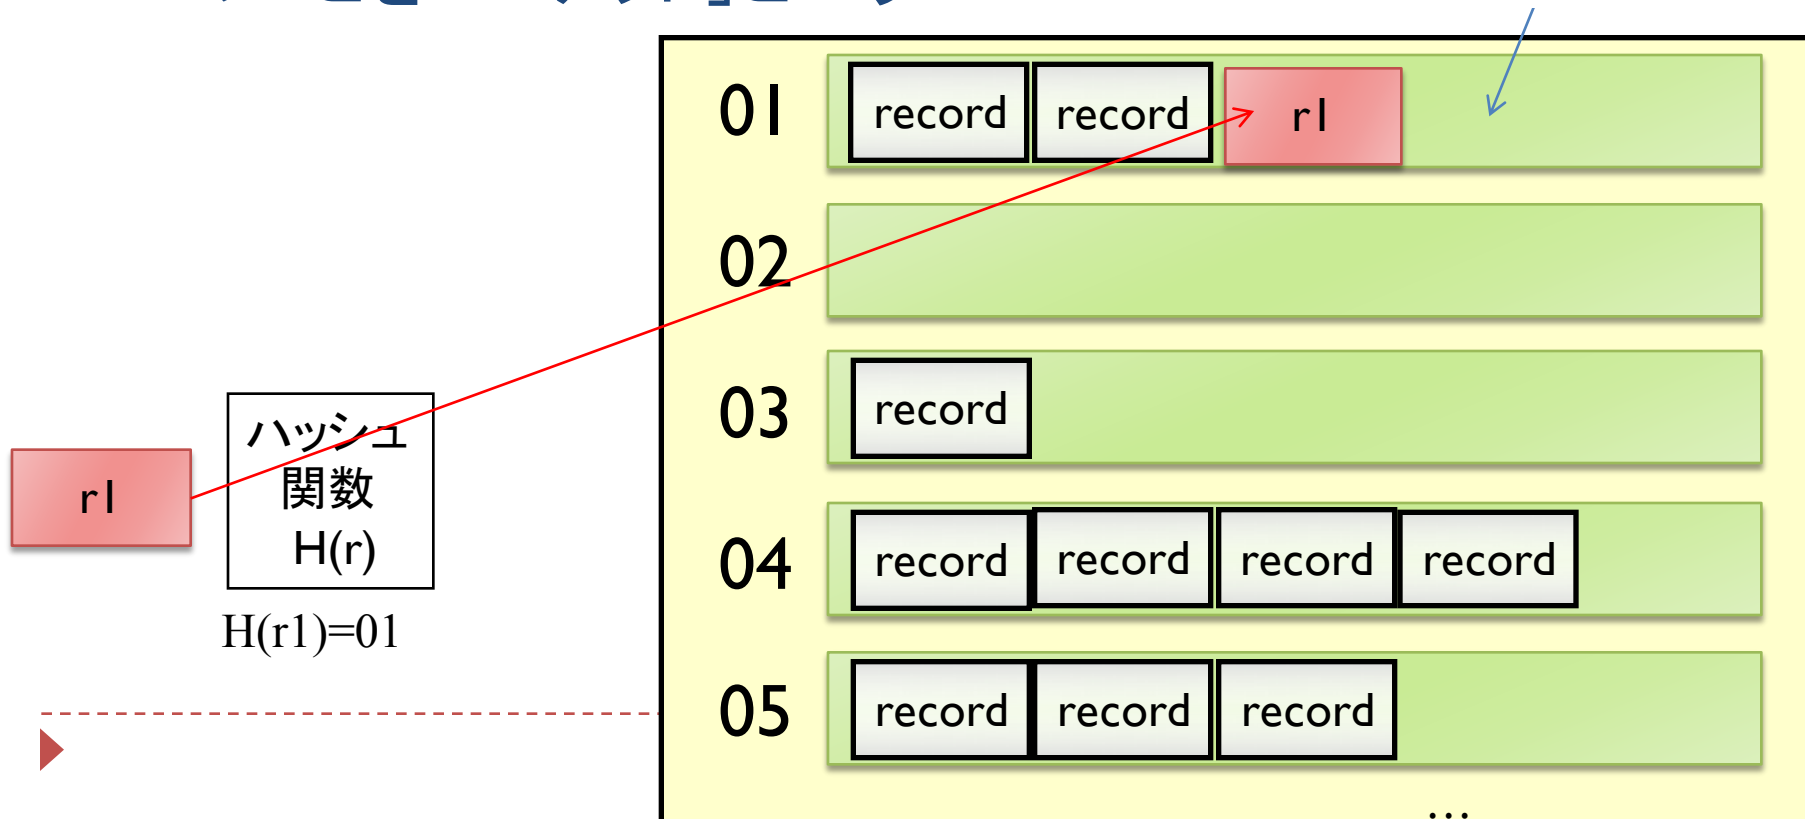 01 record record r1
02
03 record
ハッシュ
関数
H(r)
r1
H(r1)=01
04 record record record record
05 record record record
…